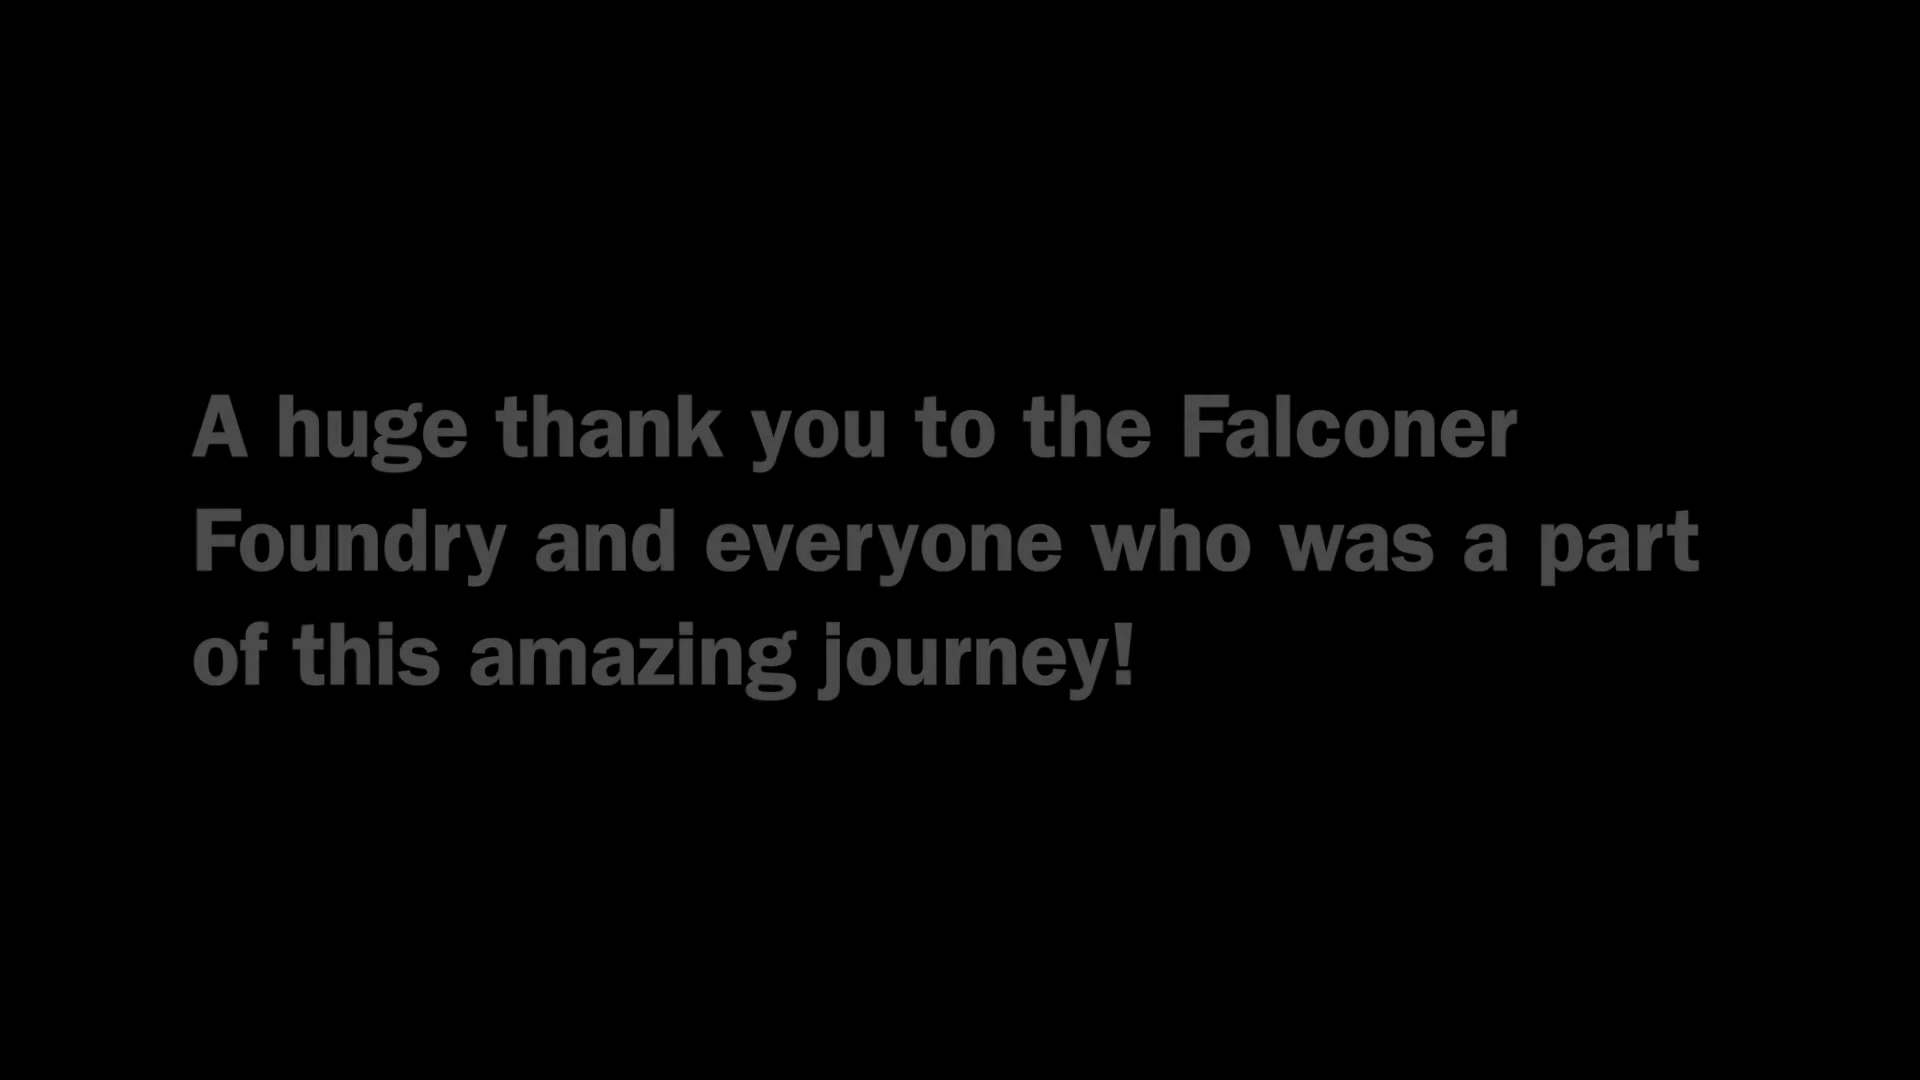 A huge thank you to the Falconer
Foundry and everyone who was a part
of this amazing journey!